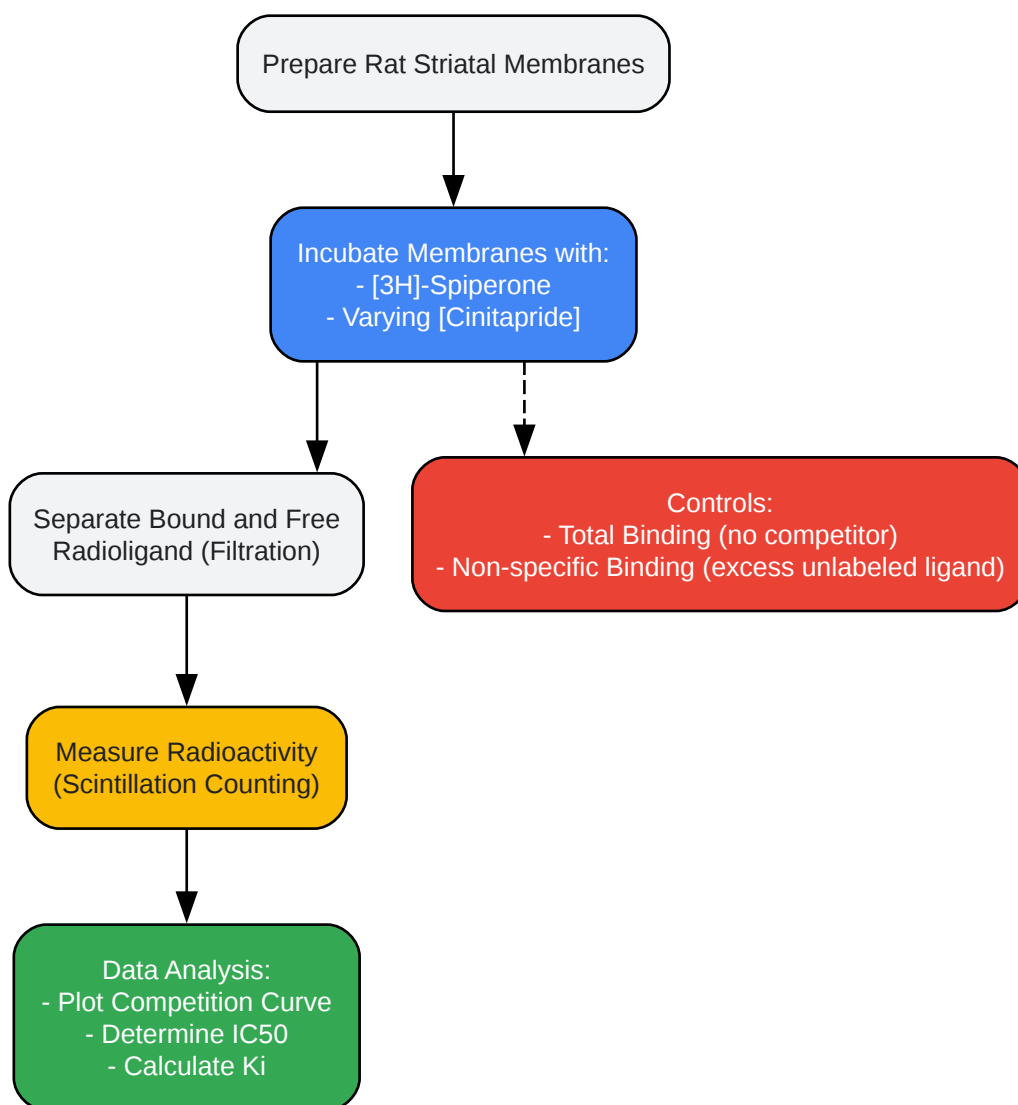 Prepare Rat Striatal Membranes
Incubate Membranes with:
- [3H]-Spiperone
- Varying [Cinitapride]
Separate Bound and Free
Radioligand (Filtration)
Controls:
- Total Binding (no competitor)
- Non-specific Binding (excess unlabeled ligand)
Measure Radioactivity
(Scintillation Counting)
Data Analysis:
- Plot Competition Curve
- Determine IC50
- Calculate Ki